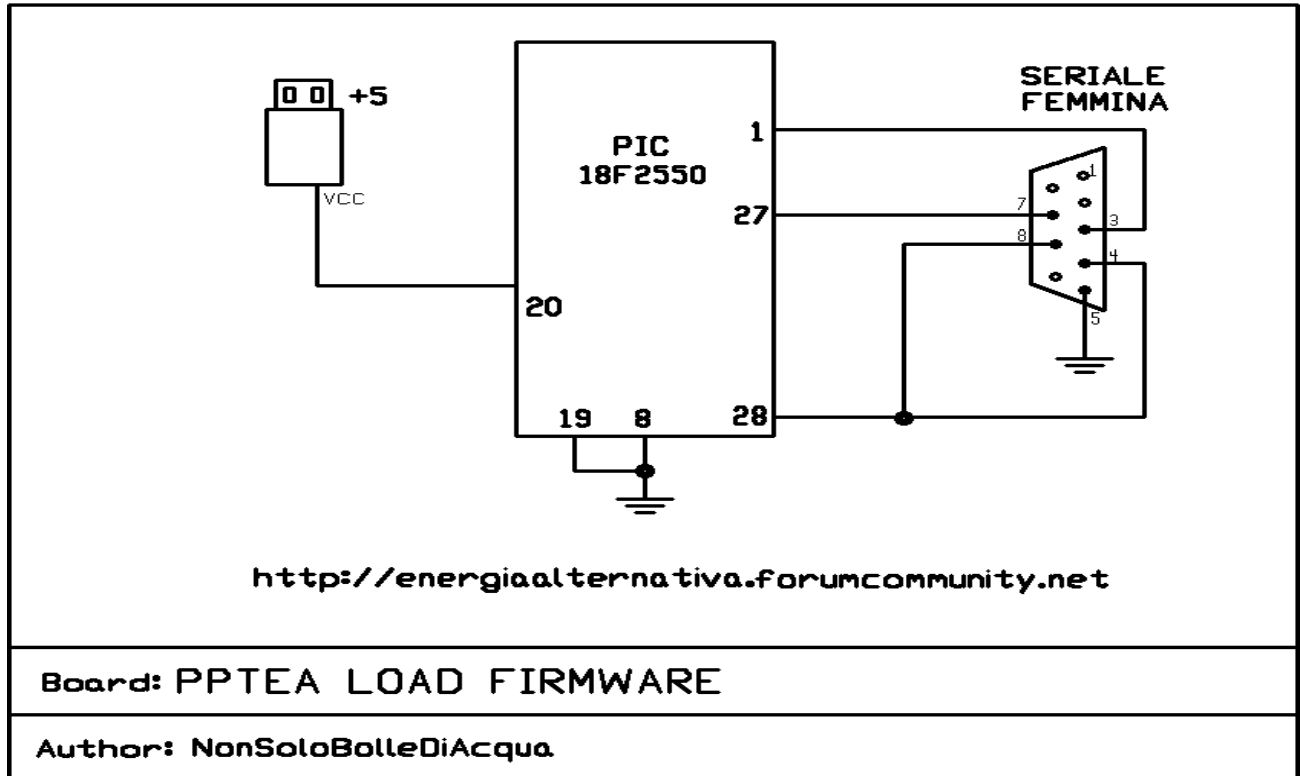 +5
VCC
PIC
18F2550
1
27
20
19 8 28
SERIALE
FEMMINA
1
7
3
8
4
5
http://energiaalternativa.forumcommunity.net
Board: PPTEA LOAD FIRMWARE
Author: NonSoloBolleDiAcqua